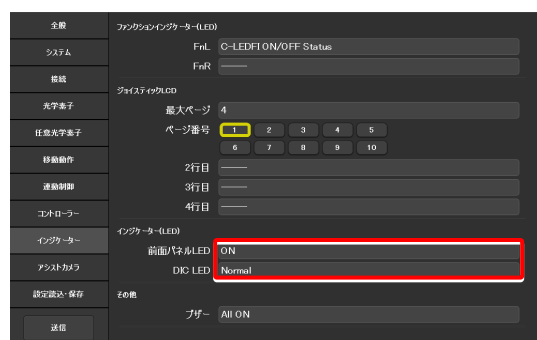 全般
システム
接続
光学素子
任意光学素子
移動動作
連動制御
コントローラー
インジケーター
アシストカメラ
設定読込・保存
送信
ファンクションインジケーター(LED)
FnL C-LEDFI ON/OFF Status
FnR ――
ジョイスティックLCD
最大ページ 4
ページ番号 1 2 3 4 5
6 7 8 9 10
2行目 ――
3行目 ――
4行目 ――
インジケーター(LED)
前面パネルLED ON
DIC LED Normal
その他
ブザー All ON